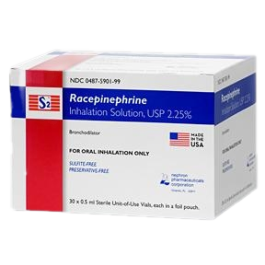 NDC 0487-5901-99
S2
Racepinephrine
Inhalation Solution, USP 2.25%
Bronchodilator
MADE
IN THE
USA
FOR ORAL INHALATION ONLY
SULFITE-FREE
PRESERVATIVE-FREE
nephron
pharmaceuticals
corporation
30 x 0.5 ml Sterile Unit-of-Use Vials, each in a foil pouch.